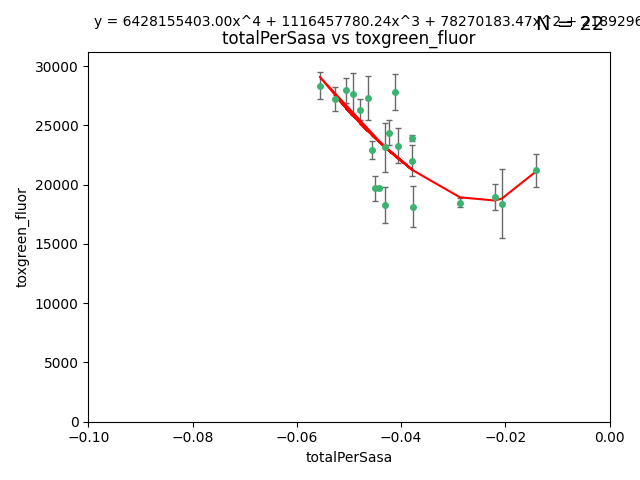 y = 6428155403.00x^4 + 1116457780.24x^3 + 78270183.47x^2 +
N = 22
totalPerSasa vs toxgreen_fluor
30000
25000
20000
15000
10000
5000
0
toxgreen_fluor
−0.10 −0.08 −0.06 −0.04 −0.02 0.00
totalPerSasa